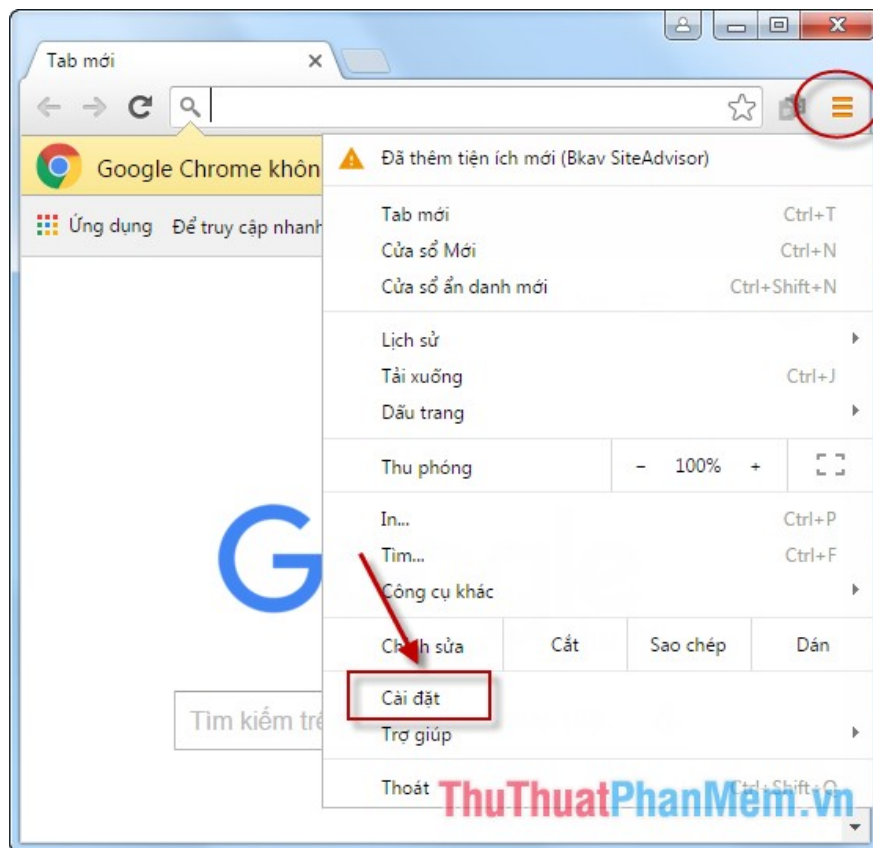 Tab mới
Google Chrome khôn
Ứng dụng Để truy cập nhanh
Đã thêm tiện ích mới (Bkav SiteAdvisor)
Tab mới Ctrl+T
Cửa sổ Mới Ctrl+N
Cửa sổ ẩn danh mới Ctrl+Shift+N
Lịch sử
Tải xuống Ctrl+J
Dấu trang
Thu phóng - 100% +
In... Ctrl+P
Tìm... Ctrl+F
Công cụ khác
Chỉnh sửa Cắt Sao chép Dán
Cài đặt
Trợ giúp
Thoát Ctrl+Shift+Q
G
Tìm kiếm trê
ThuThuatPhanMem.vn